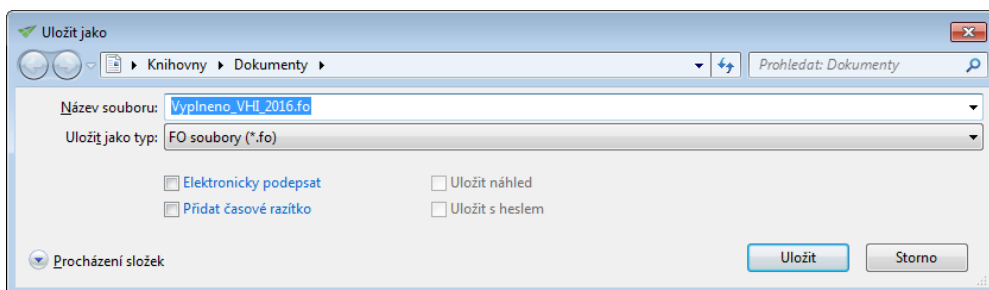 Uložit jako
Knihovny Dokumenty
Prohledat: Dokumenty
Název souboru: Vyplneno_VHI_2016.fo
Uložit jako typ: FO soubory (*.fo)
Elektronicky podepsat Uložit náhled
Přidat časové razítko Uložit s heslem
Procházení složek Uložit Storno